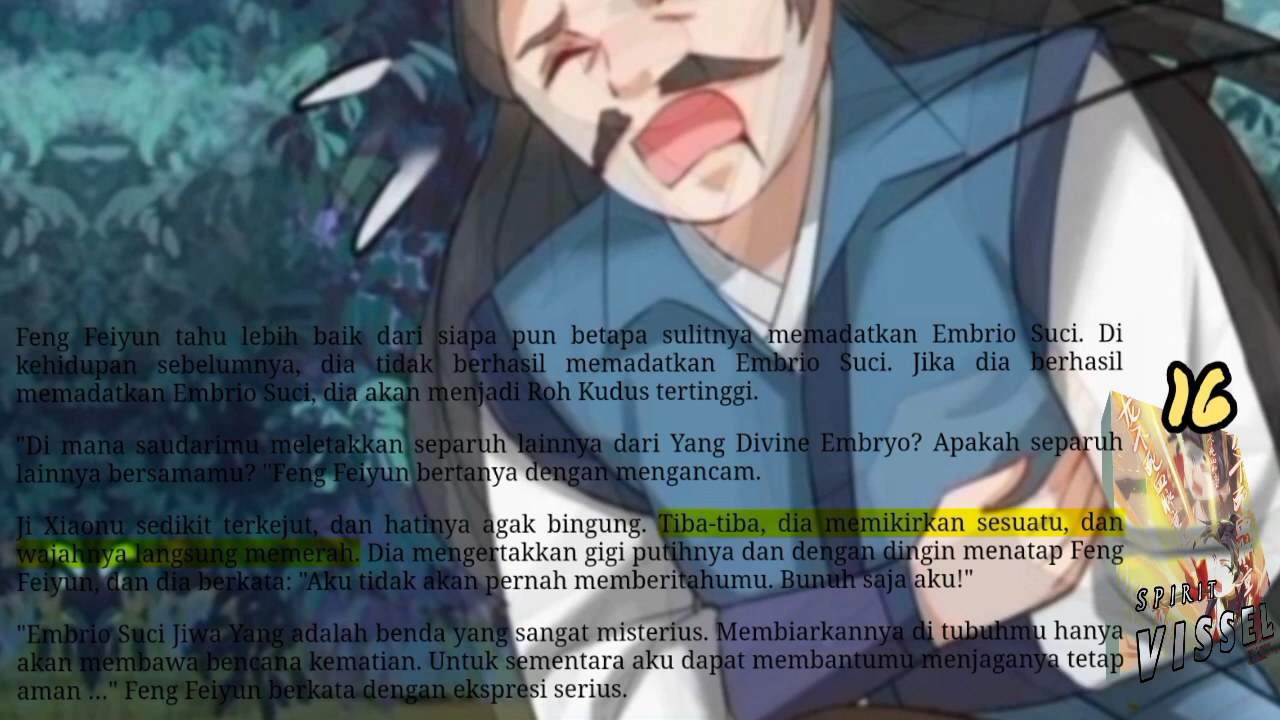 Feng Feiyun tahu lebih baik dari siapa pun betapa sulitnya memadatkan Embrio Suci. Di
kehidupan sebelumnya, dia tidak berhasil memadatkan Embrio Suci. Jika dia berhasil
memadatkan Embrio Suci, dia akan menjadi Roh Kudus tertinggi.
"Di mana saudarimu meletakkan separuh lainnya dari Yang Divine Embryo? Apakah separuh
lainnya bersamamu? "Feng Feiyun bertanya dengan mengancam.
Ji Xiaonu sedikit terkejut, dan hatinya agak bingung. Tiba-tiba, dia memikirkan sesuatu, dan
wajahnya langsung memerah. Dia mengertakkan gigi putihnya dan dengan dingin menatap Feng
Feiyun, dan dia berkata: "Aku tidak akan pernah memberitahumu. Bunuh saja aku!"
"Embrio Suci Jiwa Yang adalah benda yang sangat misterius. Membiarkannya di tubuhmu hanya
akan membawa bencana kematian. Untuk sementara aku dapat membantumu menjaganya tetap
aman ..." Feng Feiyun berkata dengan ekspresi serius.
16
SPIRIT
VISSEL